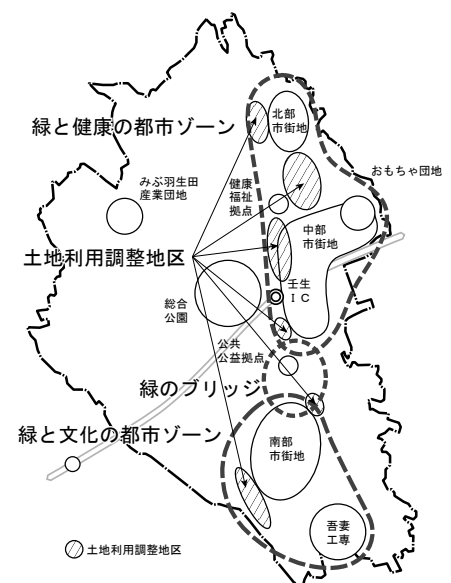 北部
市街地
緑と健康の都市ゾーン
おもちゃ団地
みぶ羽生田
産業団地
健康
福祉
拠点
中部
市街地
土地利用調整地区
壬生
ＩＣ
総合
公園
公共
公益拠点
緑のブリッジ
緑と文化の都市ゾーン
南部
市街地
吾妻
工専
土地利用調整地区